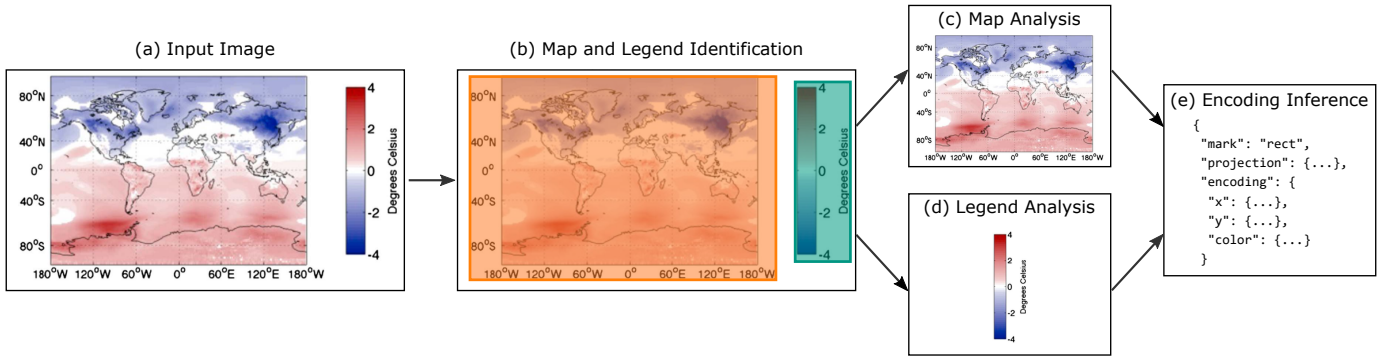 (a) Input Image
80°N
40°N
0°
40°S
80°S
180°W 120°W 60°W 0° 60°E 120°E 180°W
4
2
0
-2
-4
Degrees Celsius
(b) Map and Legend Identification
80°N
40°N
0°
40°S
80°S
180°W 120°W 60°W 0° 60°E 120°E 180°W
4
2
0
-2
-4
Degrees Celsius
(c) Map Analysis
80°N
40°N
0°
40°S
80°S
180°W 120°W 60°W 0° 60°E 120°E 180°W
(d) Legend Analysis
4
2
0
-2
-4
Degrees Celsius
(e) Encoding Inference
{
"mark": "rect",
"projection": {...},
"encoding": {
"x": {...},
"y": {...},
"color": {...}
}